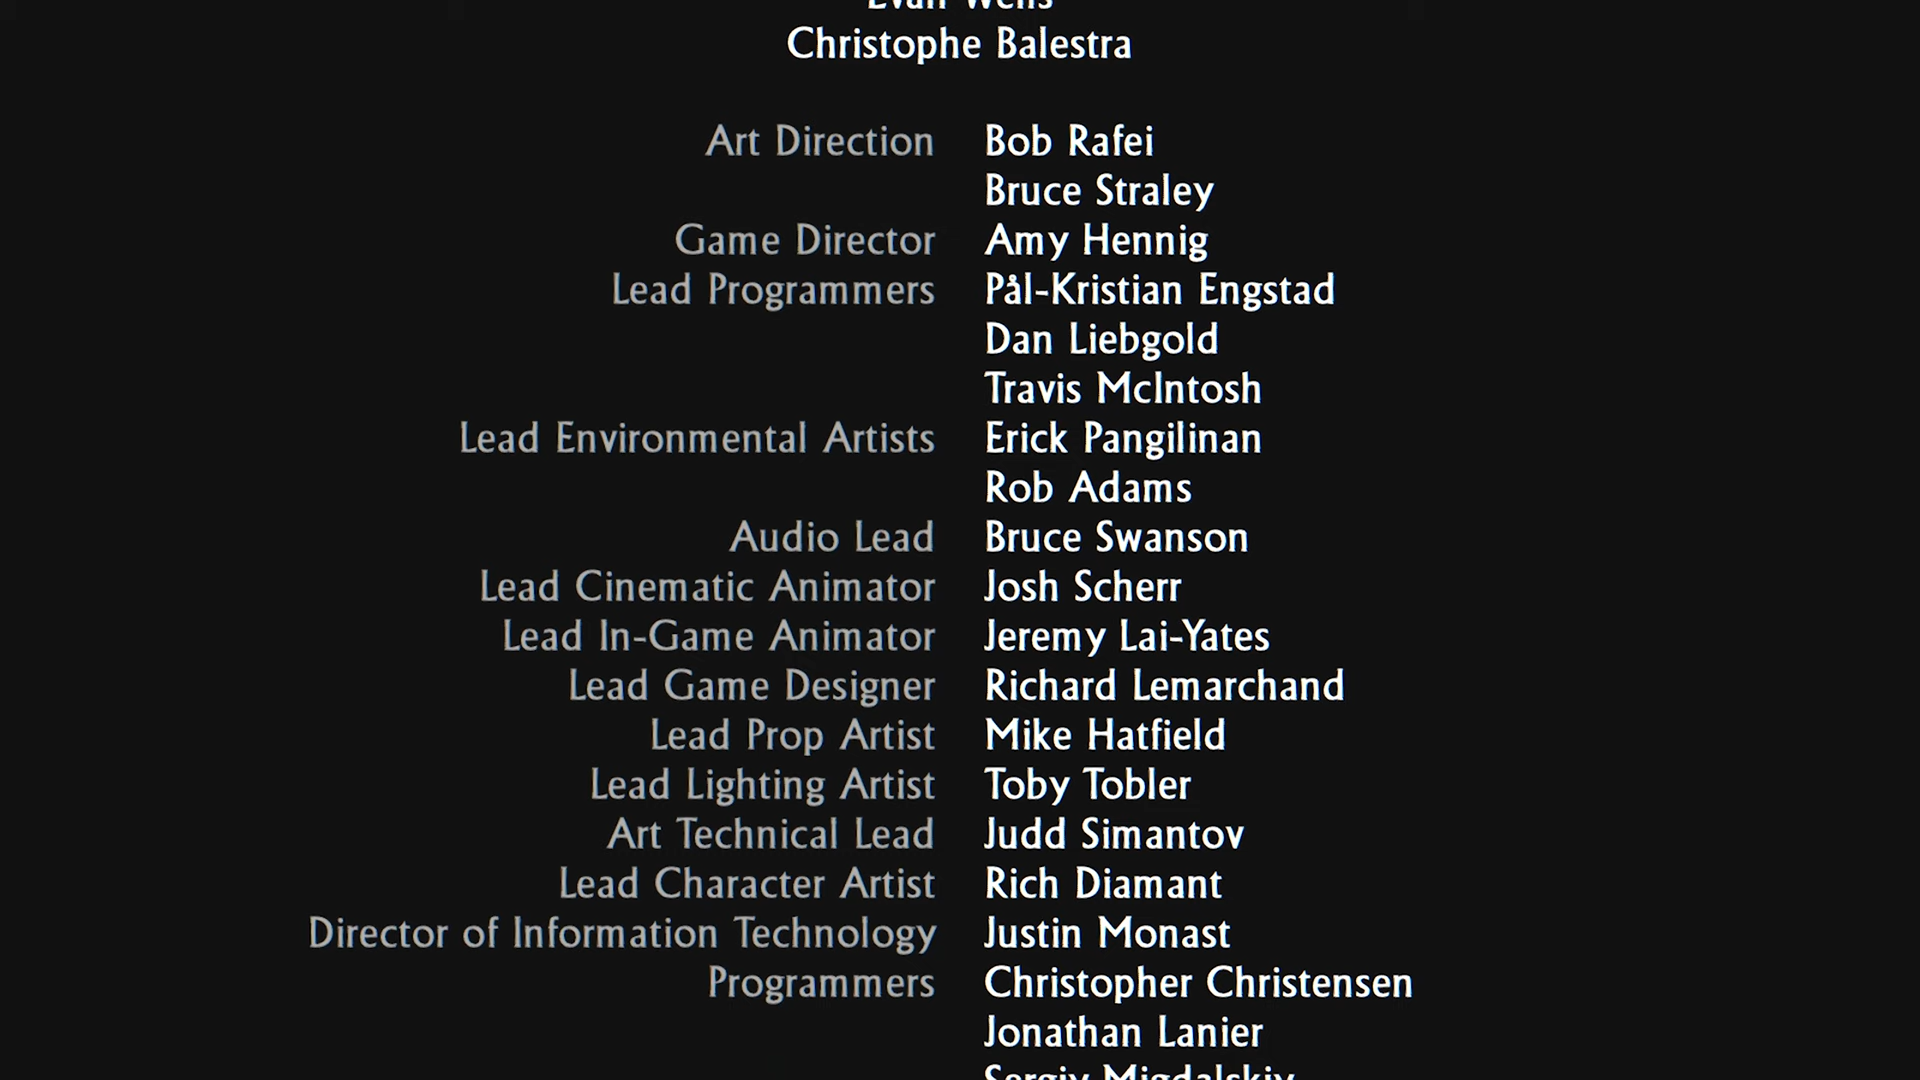 Evan Wells
Christophe Balestra
Art Direction Bob Rafei
Bruce Straley
Game Director Amy Hennig
Lead Programmers Pål-Kristian Engstad
Dan Liebgold
Travis McIntosh
Lead Environmental Artists Erick Pangilinan
Rob Adams
Audio Lead Bruce Swanson
Lead Cinematic Animator Josh Scherr
Lead In-Game Animator Jeremy Lai-Yates
Lead Game Designer Richard Lemarchand
Lead Prop Artist Mike Hatfield
Lead Lighting Artist Toby Tobler
Art Technical Lead Judd Simantov
Lead Character Artist Rich Diamant
Director of Information Technology Justin Monast
Programmers Christopher Christensen
Jonathan Lanier
Sergiy Migdalskiy